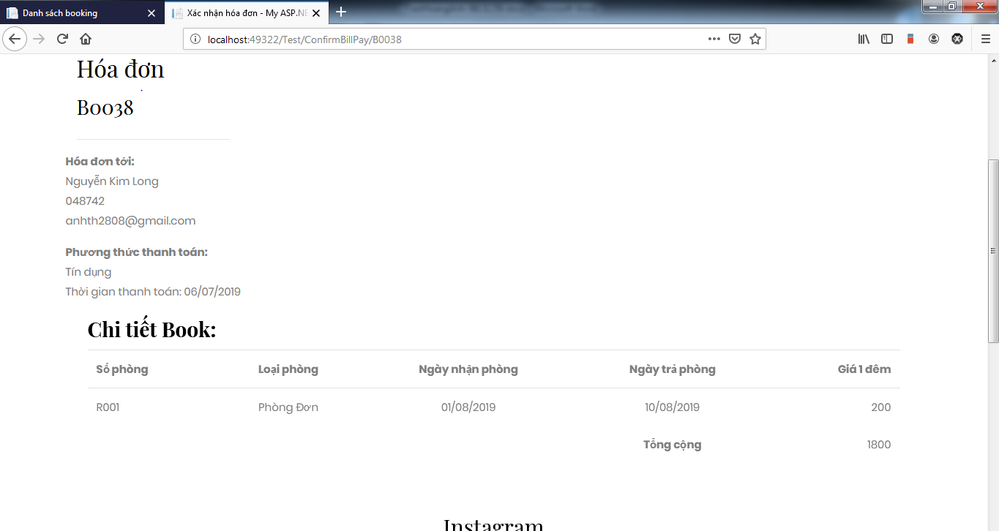 Danh sách booking
Xác nhận hóa đơn - My ASP.NE
localhost:49322/Test/ConfirmBillPay/B0038
Hóa đơn
B0038
Hóa đơn tới:
Nguyễn Kim Long
048742
anhth2808@gmail.com
Phương thức thanh toán:
Tín dụng
Thời gian thanh toán: 06/07/2019
Chi tiết Book:
Số phòng Loại phòng Ngày nhận phòng Ngày trả phòng Giá 1 đêm
R001 Phòng Đơn 01/08/2019 10/08/2019 200
Tổng cộng 1800
Instagram